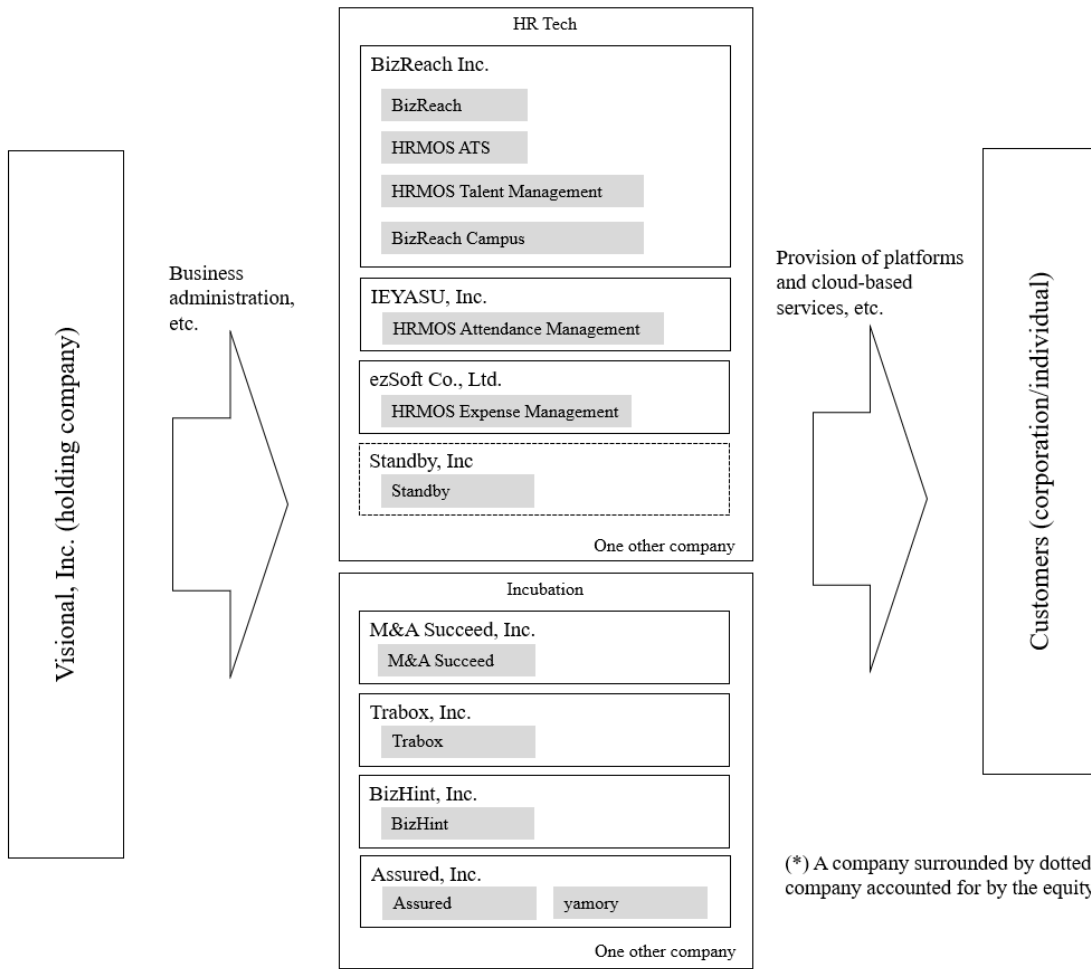 HR Tech
BizReach Inc.
BizReach
HRMOS ATS
HRMOS Talent Management
BizReach Campus
IEYASU, Inc.
HRMOS Attendance Management
ezSoft Co., Ltd.
HRMOS Expense Management
Standby, Inc
Standby
One other company
Incubation
M&A Succeed, Inc.
M&A Succeed
Trabox, Inc.
Trabox
BizHint, Inc.
BizHint
Assured, Inc.
Assured
yamory
One other company
Visional, Inc. (holding company)
Business
administration,
etc.
Provision of platforms
and cloud-based
services, etc.
Customers (corporation/individual)
(*) A company surrounded by dotted
company accounted for by the equity